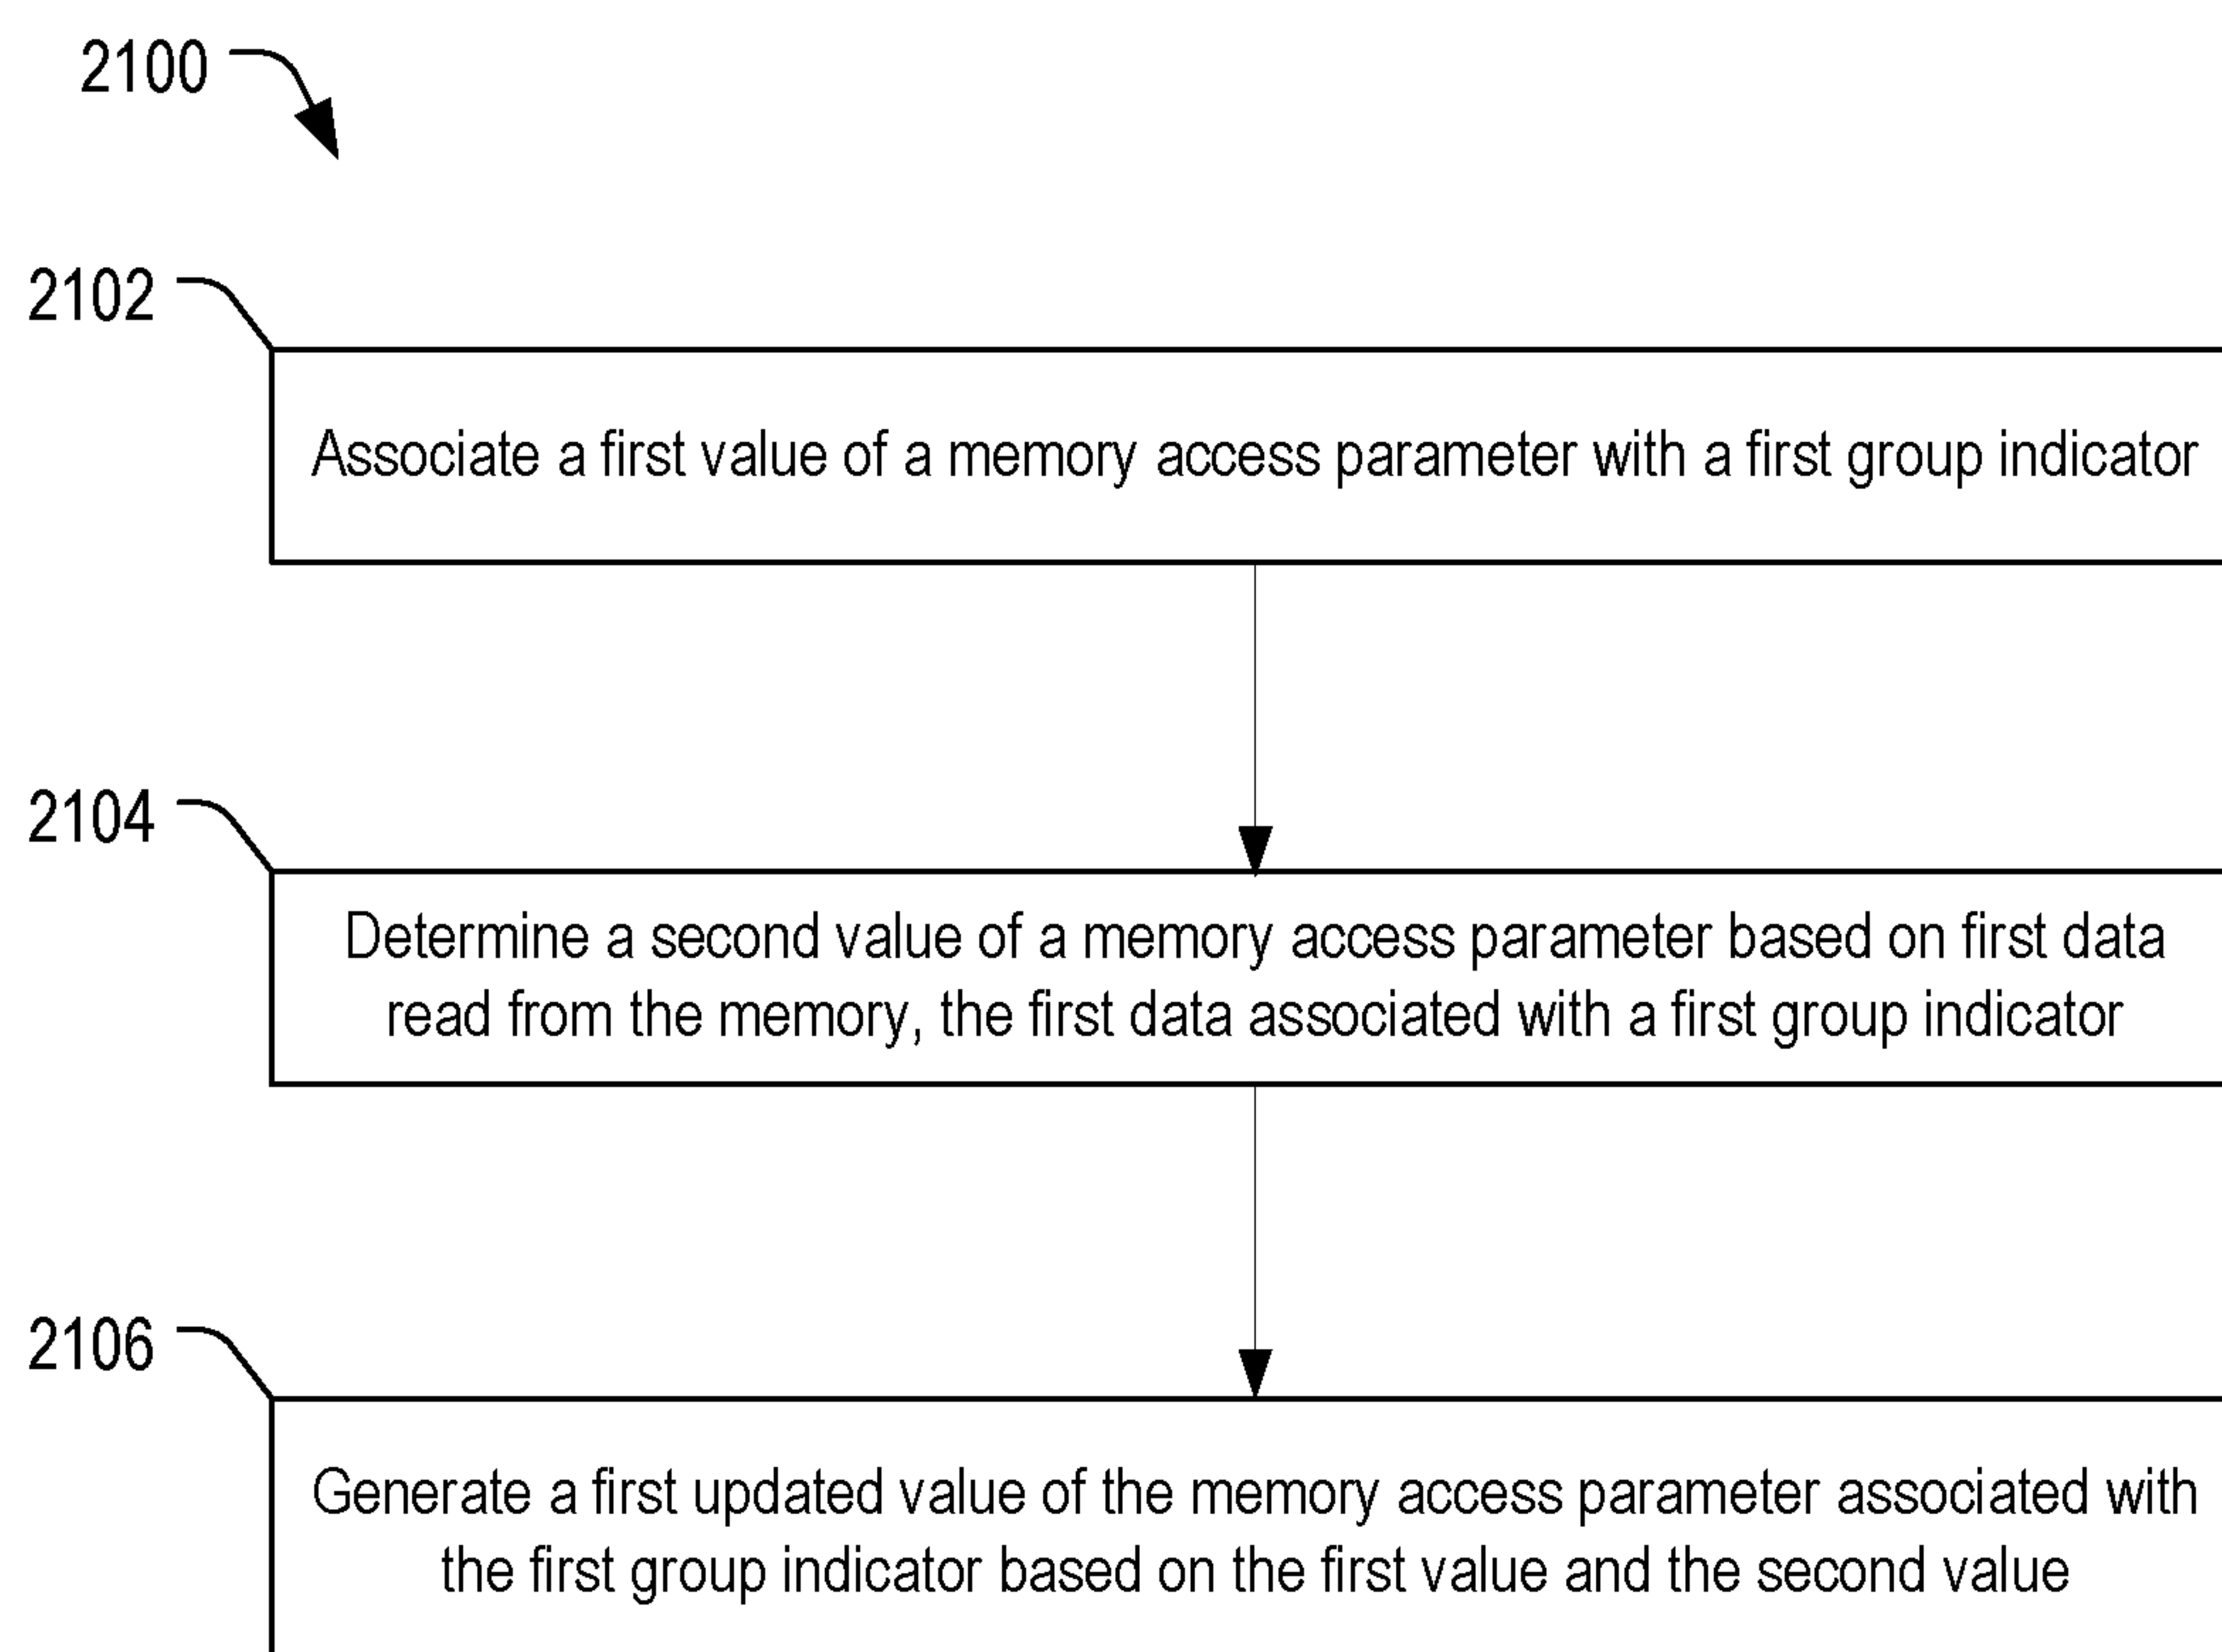 2100
2102
Associate a first value of a memory access parameter with a first group indicator
2104
Determine a second value of a memory access parameter based on first data
read from the memory, the first data associated with a first group indicator
2106
Generate a first updated value of the memory access parameter associated with
the first group indicator based on the first value and the second value